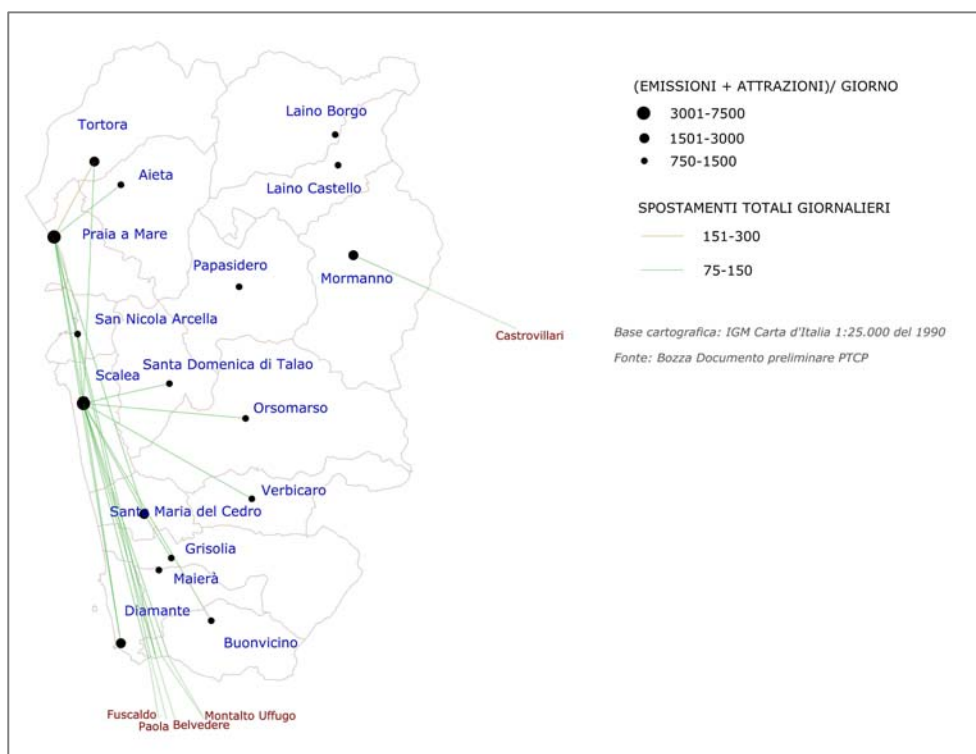 (EMISSIONI + ATTRAZIONI)/ GIORNO
3001-7500
1501-3000
750-1500
SPOSTAMENTI TOTALI GIORNALIERI
151-300
75-150
Base cartografica: IGM Carta d'Italia 1:25.000 del 1990
Fonte: Bozza Documento preliminare PTCP
Laino Borgo
Tortora
Aieta
Laino Castello
Praia a Mare
Papasidero
Mormanno
San Nicola Arcella
Castrovillari
Santa Domenica di Talao
Scalea
Orsomarso
Verbicaro
Santa Maria del Cedro
Grisolia
Maierà
Diamante
Buonvicino
Fuscaldo
Paola
Belvedere
Montalto Uffugo